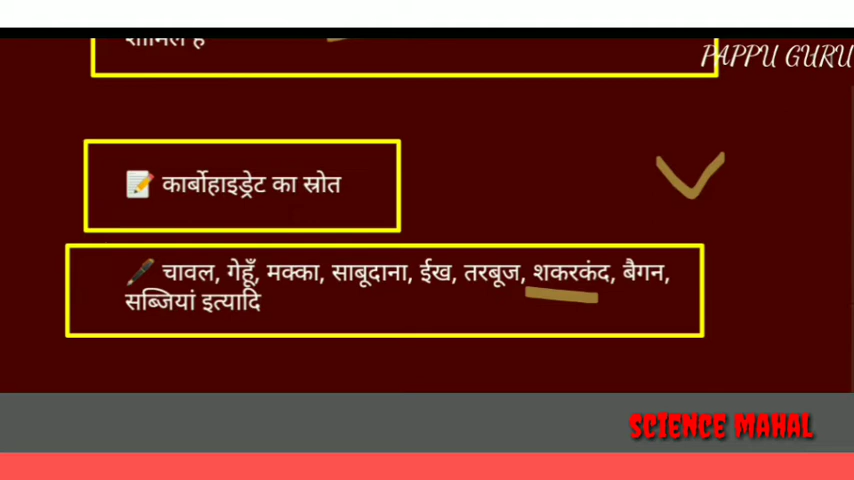 शामिल है
PAPPU GURU
कार्बोहाइड्रेट का स्रोत
चावल, गेहूँ, मक्का, साबूदाना, ईख, तरबूज, शकरकंद, बैगन,
सब्जियां इत्यादि
SCIENCE MAHAL